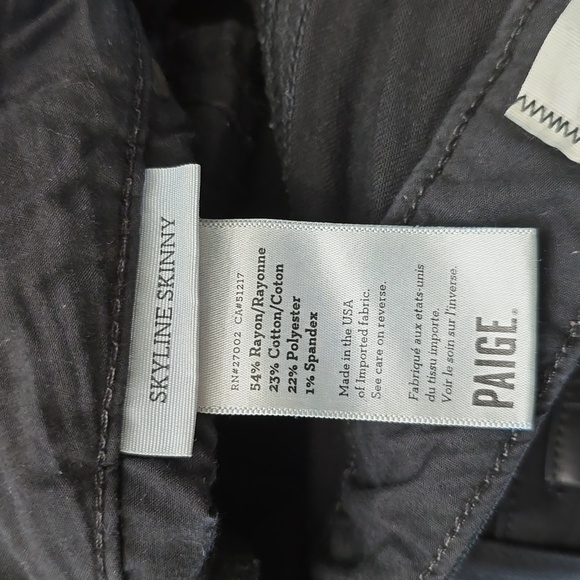 SKYLINE SKINNY
RN#27002 CA#51217
54% Rayon/Rayonne
23% Cotton/Coton
22% Polyester
1% Spandex
Made in the USA
of Imported fabric.
See care on reverse.
Fabriqué aux etats-unis
du tissu importe.
Voir le soin sur l'inverse.
PAIGE®